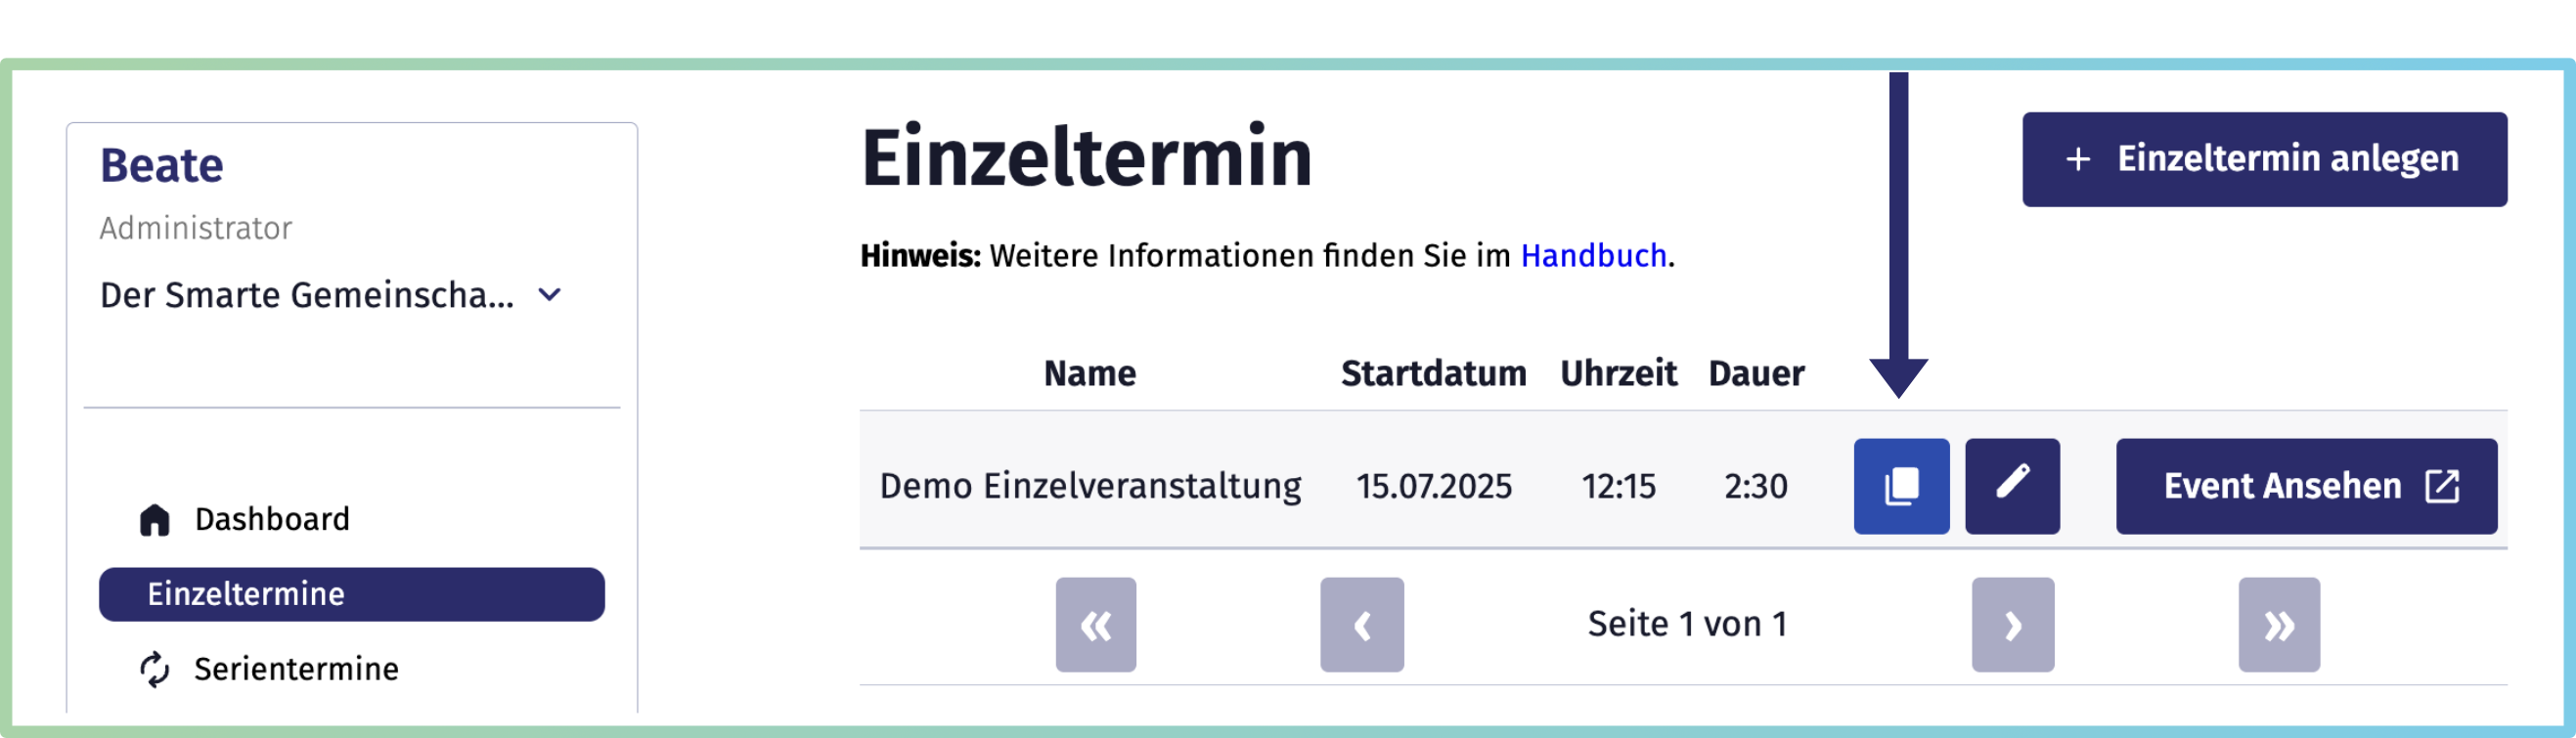 Beate
Administrator
Der Smarte Gemeinscha...
Dashboard
Einzeltermine
Serientermine
Einzeltermin
+ Einzeltermin anlegen
Hinweis: Weitere Informationen finden Sie im Handbuch.
Name Startdatum Uhrzeit Dauer
Demo Einzelveranstaltung 15.07.2025 12:15 2:30 Event Ansehen
« ‹ Seite 1 von 1 › »